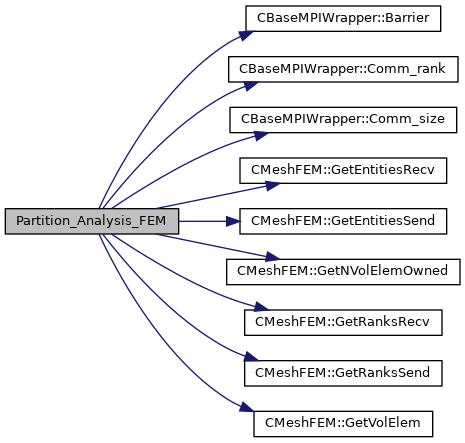 CBaseMPIWrapper::Barrier
CBaseMPIWrapper::Comm_rank
CBaseMPIWrapper::Comm_size
CMeshFEM::GetEntitiesRecv
Partition_Analysis_FEM
CMeshFEM::GetEntitiesSend
CMeshFEM::GetNVolElemOwned
CMeshFEM::GetRanksRecv
CMeshFEM::GetRanksSend
CMeshFEM::GetVolElem